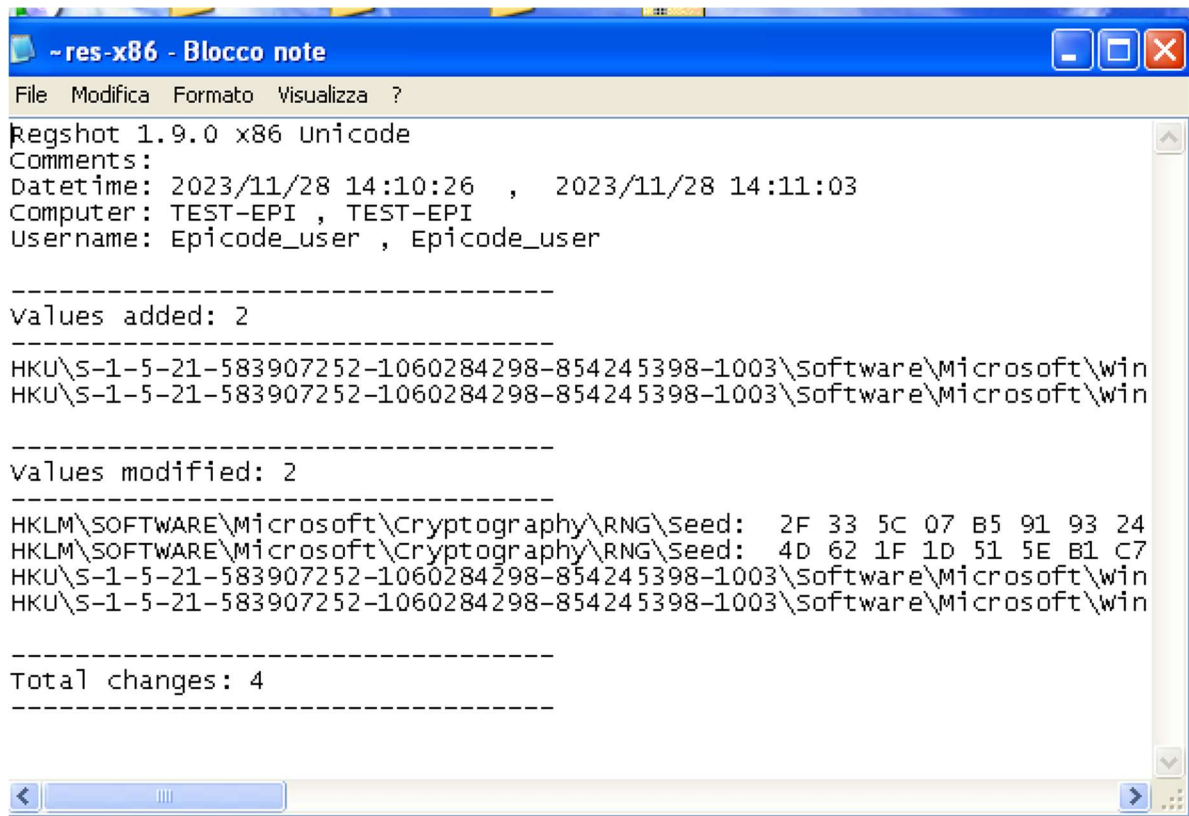 ~res-x86 - Blocco note
File Modifica Formato Visualizza ?
Regshot 1.9.0 x86 Unicode
Comments:
Datetime: 2023/11/28 14:10:26 , 2023/11/28 14:11:03
Computer: TEST-EPI , TEST-EPI
Username: Epicode_user , Epicode_user
----------------------------------
Values added: 2
----------------------------------
HKU\S-1-5-21-583907252-1060284298-854245398-1003\Software\Microsoft\Win
HKU\S-1-5-21-583907252-1060284298-854245398-1003\Software\Microsoft\Win
----------------------------------
Values modified: 2
----------------------------------
HKLM\SOFTWARE\Microsoft\Cryptography\RNG\Seed: 2F 33 5C 07 B5 91 93 24
HKLM\SOFTWARE\Microsoft\Cryptography\RNG\Seed: 4D 62 1F 1D 51 5E B1 C7
HKU\S-1-5-21-583907252-1060284298-854245398-1003\Software\Microsoft\Win
HKU\S-1-5-21-583907252-1060284298-854245398-1003\Software\Microsoft\Win
----------------------------------
Total changes: 4
----------------------------------